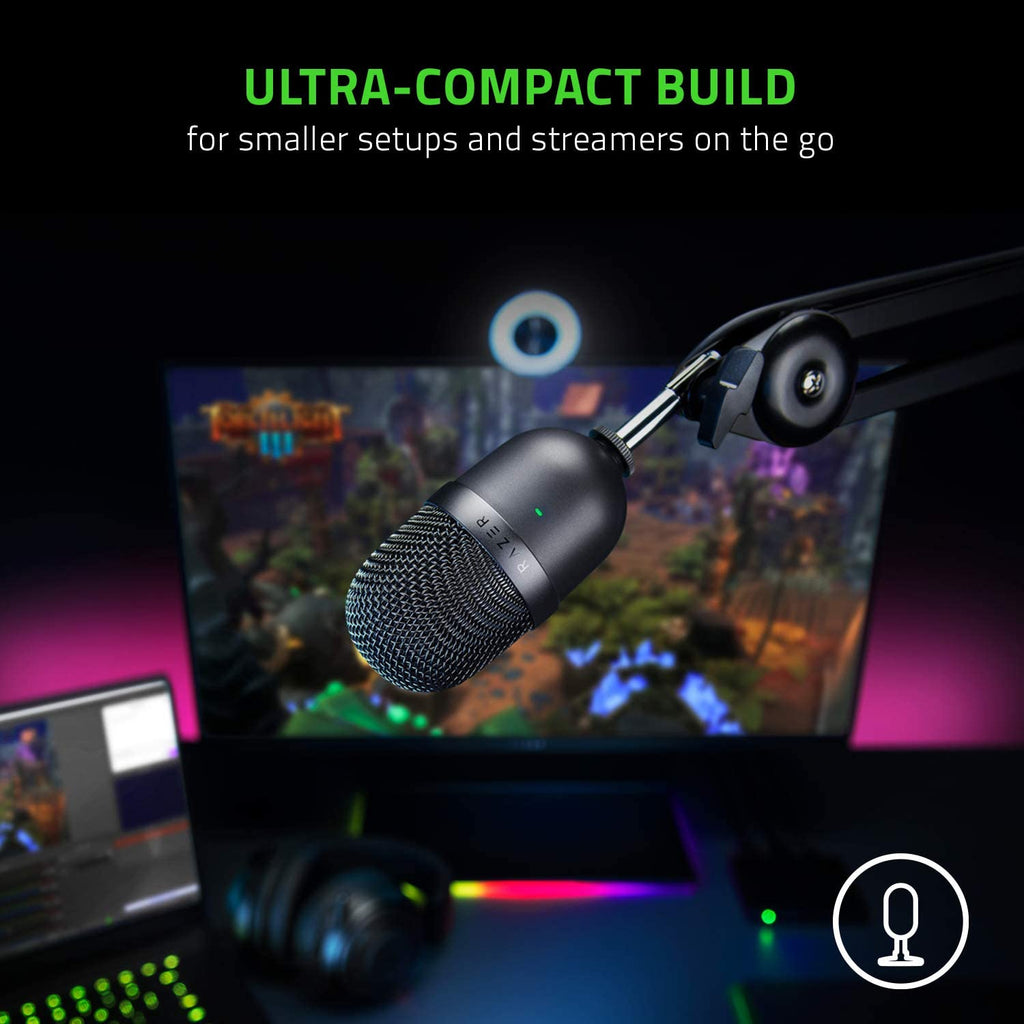 ULTRA-COMPACT BUILD
for smaller setups and streamers on the go
RAZER